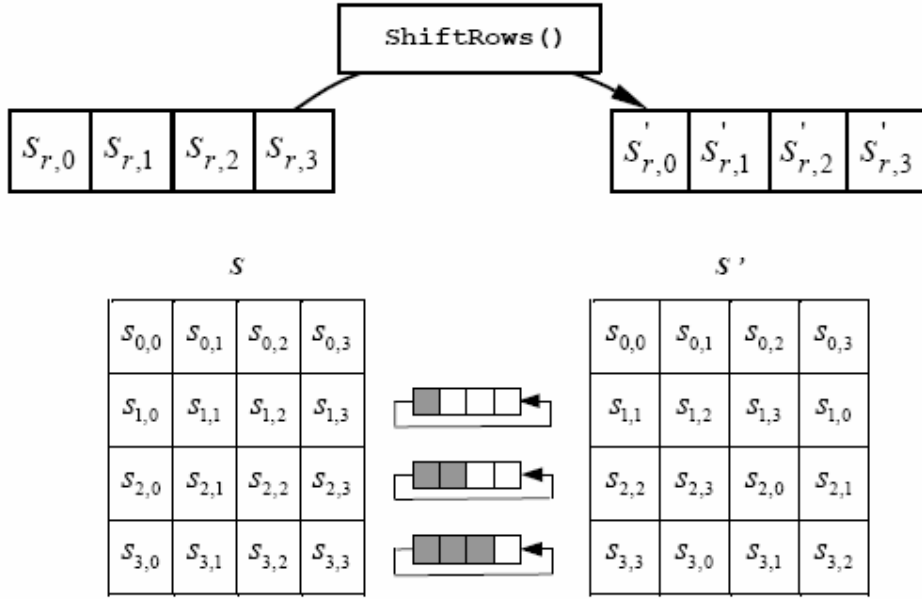 ShiftRows()
S_{r,0} S_{r,1} S_{r,2} S_{r,3} S'_{r,0} S'_{r,1} S'_{r,2} S'_{r,3}
S S'
S_{0,0} S_{0,1} S_{0,2} S_{0,3} S_{0,0} S_{0,1} S_{0,2} S_{0,3}
S_{1,0} S_{1,1} S_{1,2} S_{1,3} S_{1,1} S_{1,2} S_{1,3} S_{1,0}
S_{2,0} S_{2,1} S_{2,2} S_{2,3} S_{2,2} S_{2,3} S_{2,0} S_{2,1}
S_{3,0} S_{3,1} S_{3,2} S_{3,3} S_{3,3} S_{3,0} S_{3,1} S_{3,2}